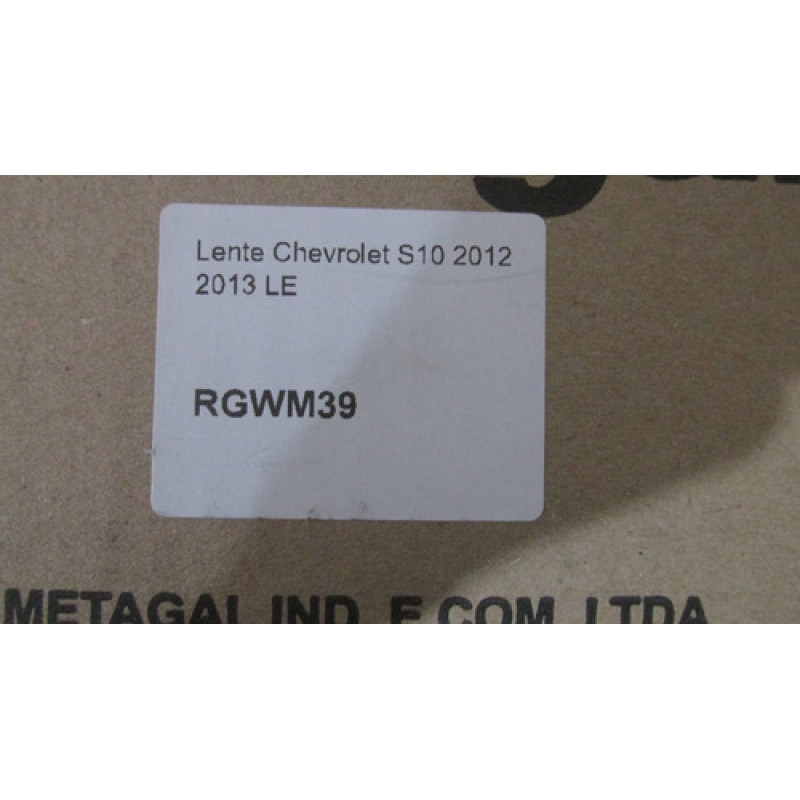 Lente Chevrolet S10 2012
2013 LE
RGWM39
METAGAL IND. E COM. LTDA